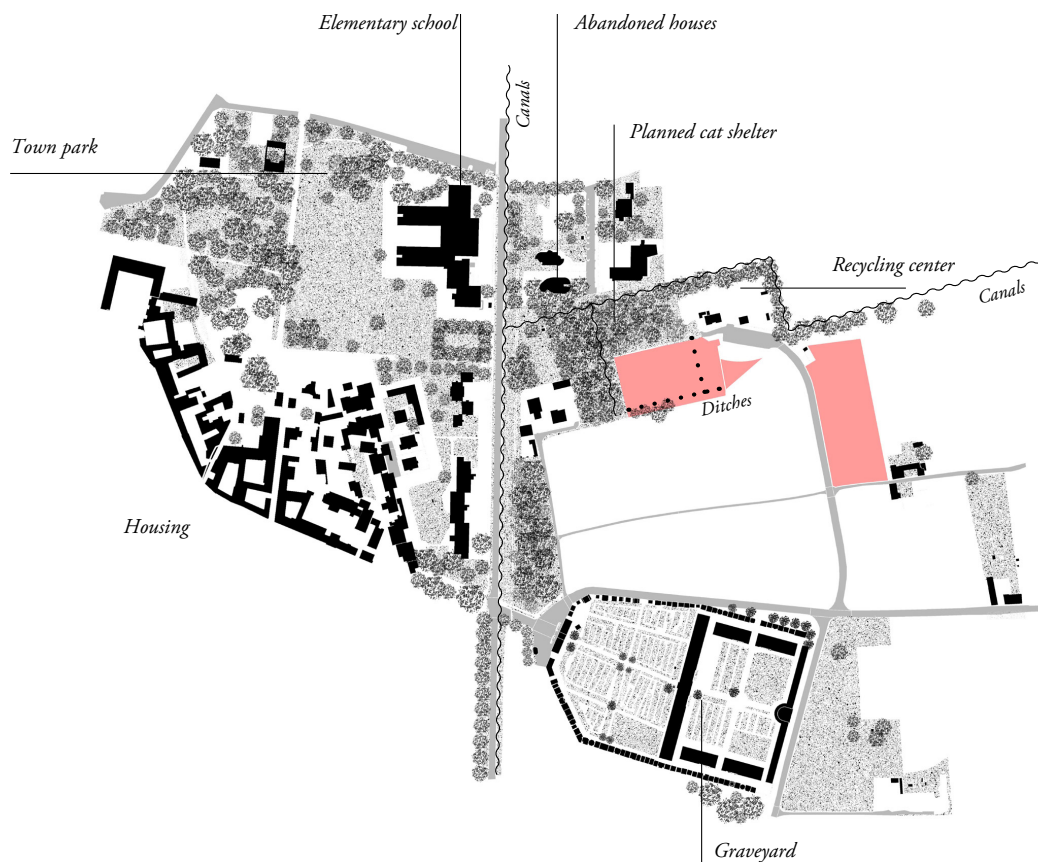 Elementary school
Abandoned houses
Canals
Planned cat shelter
Town park
Recycling center
Canals
Ditches
Housing
Graveyard